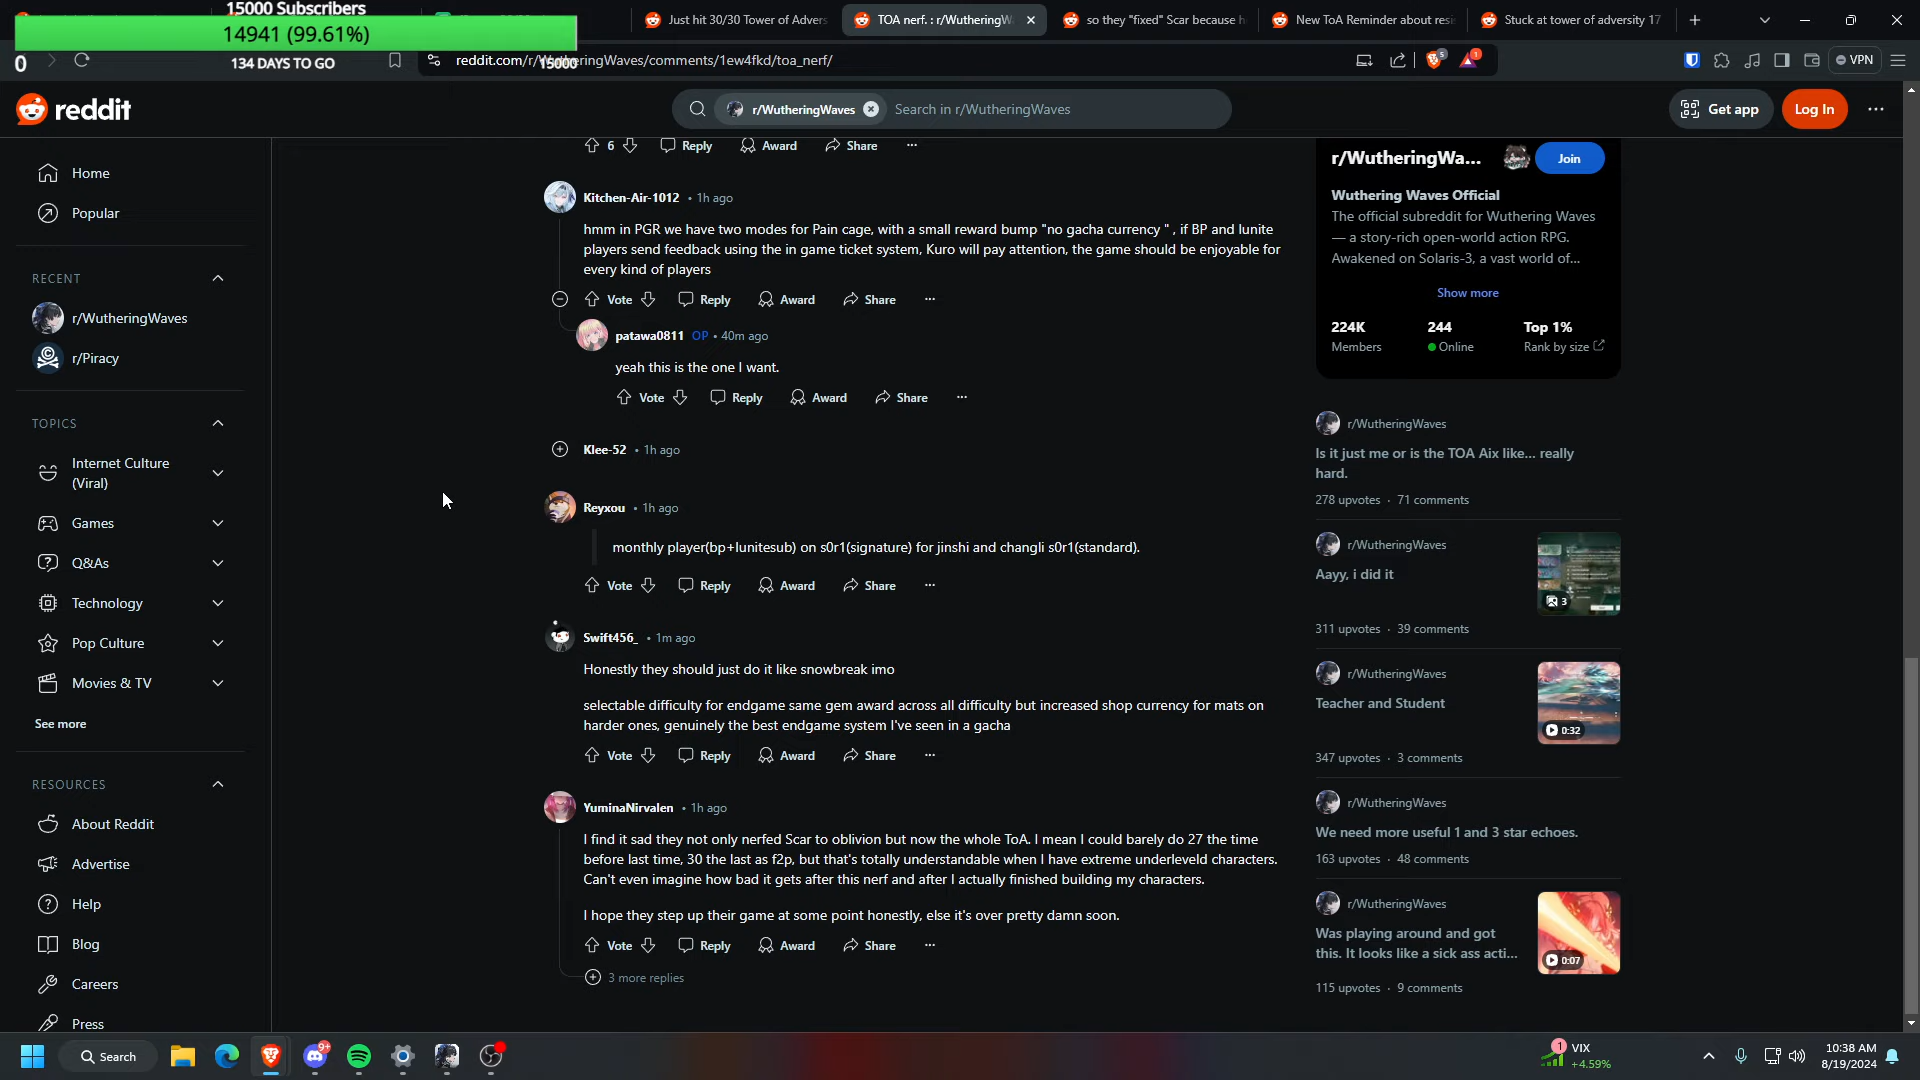 15000 Subscribers
14941 (99.61%)
134 DAYS TO GO
15000
0
Just hit 30/30 Tower of Advers
TOA nerf. : r/WutheringW
so they "fixed" Scar because h
New ToA Reminder about resi
Stuck at tower of adversity 17
reddit.com/r/WutheringWaves/comments/1ew4fkd/toa_nerf/
5
1
VPN
reddit
r/WutheringWaves
Search in r/WutheringWaves
Get app
Log In
Home
Popular
RECENT
r/WutheringWaves
r/Piracy
TOPICS
Internet Culture
(Viral)
Games
Q&As
Technology
Pop Culture
Movies & TV
See more
RESOURCES
About Reddit
Advertise
Help
Blog
Careers
Press
6 Reply Award Share
Kitchen-Air-1012 • 1h ago
hmm in PGR we have two modes for Pain cage, with a small reward bump "no gacha currency " , if BP and lunite
players send feedback using the in game ticket system, Kuro will pay attention, the game should be enjoyable for
every kind of players
Vote Reply Award Share
patawa0811 OP • 40m ago
yeah this is the one I want.
Vote Reply Award Share
Klee-52 • 1h ago
Reyxou • 1h ago
monthly player(bp+lunitesub) on s0r1(signature) for jinshi and changli s0r1(standard).
Vote Reply Award Share
Swift456_ • 1m ago
Honestly they should just do it like snowbreak imo
selectable difficulty for endgame same gem award across all difficulty but increased shop currency for mats on
harder ones, genuinely the best endgame system I've seen in a gacha
Vote Reply Award Share
YuminaNirvalen • 1h ago
I find it sad they not only nerfed Scar to oblivion but now the whole ToA. I mean I could barely do 27 the time
before last time, 30 the last as f2p, but that's totally understandable when I have extreme underleveld characters.
Can't even imagine how bad it gets after this nerf and after I actually finished building my characters.
I hope they step up their game at some point honestly, else it's over pretty damn soon.
Vote Reply Award Share
3 more replies
r/WutheringWa...
Join
Wuthering Waves Official
The official subreddit for Wuthering Waves
— a story-rich open-world action RPG.
Awakened on Solaris-3, a vast world of...
Show more
224K 244 Top 1%
Members Online Rank by size
r/WutheringWaves
Is it just me or is the TOA Aix like... really
hard.
278 upvotes · 71 comments
r/WutheringWaves
Aayy, i did it
3
311 upvotes · 39 comments
r/WutheringWaves
Teacher and Student
0:32
347 upvotes · 3 comments
r/WutheringWaves
We need more useful 1 and 3 star echoes.
163 upvotes · 48 comments
r/WutheringWaves
Was playing around and got
this. It looks like a sick ass acti...
0:07
115 upvotes · 9 comments
Search
9+
1
VIX
+4.59%
10:38 AM
8/19/2024